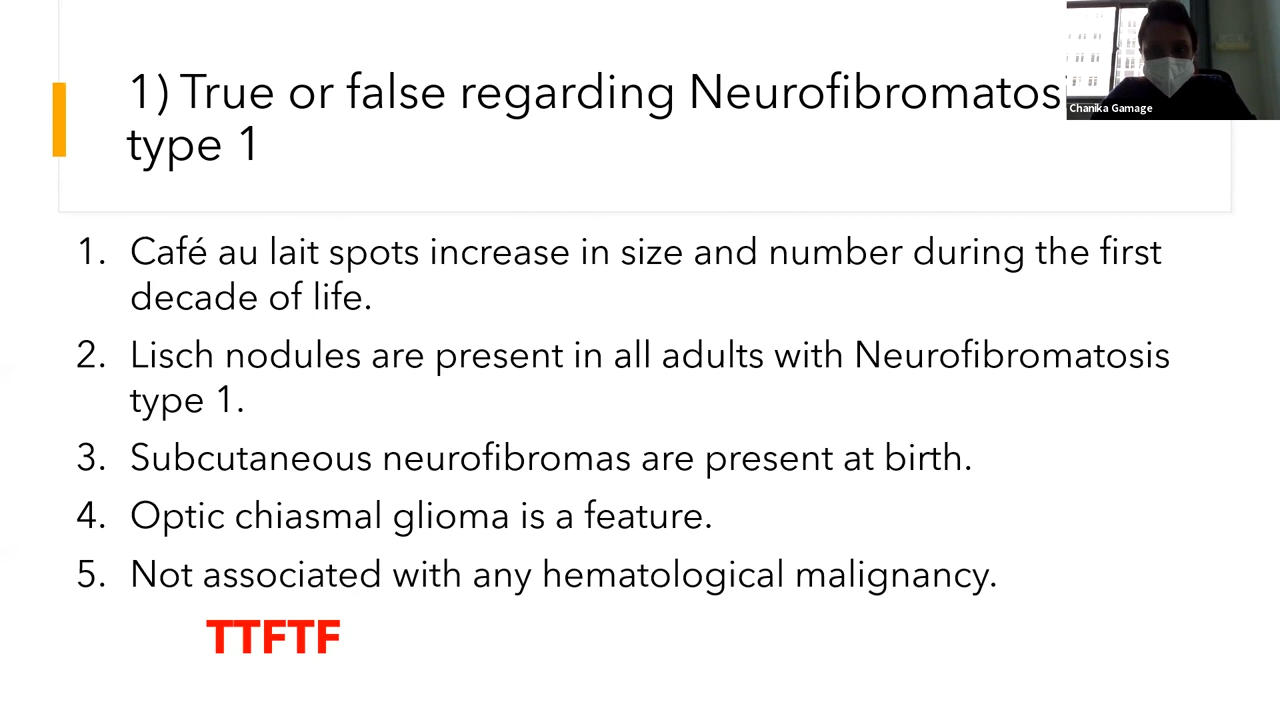 1) True or false regarding Neurofibromatos
type 1
Chanika Gamage
1. Café au lait spots increase in size and number during the first
decade of life.
2. Lisch nodules are present in all adults with Neurofibromatosis
type 1.
3. Subcutaneous neurofibromas are present at birth.
4. Optic chiasmal glioma is a feature.
5. Not associated with any hematological malignancy.
TTFTF